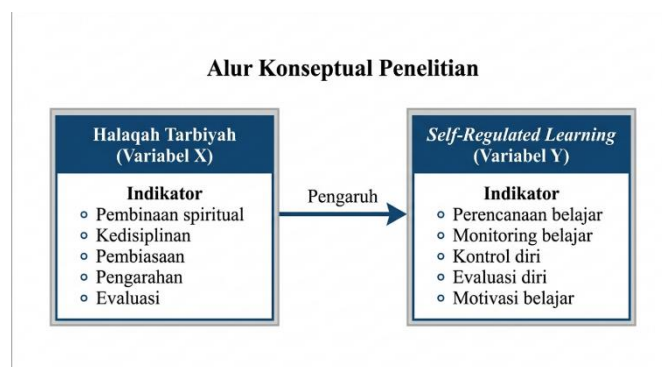 Alur Konseptual Penelitian
Halaqah Tarbiyah
(Variabel X)
Indikator
Pembinaan spiritual
Kedisiplinan
Pembiasaan
Pengarahan
Evaluasi
Pengaruh
Self-Regulated Learning
(Variabel Y)
Indikator
Perencanaan belajar
Monitoring belajar
Kontrol diri
Evaluasi diri
Motivasi belajar